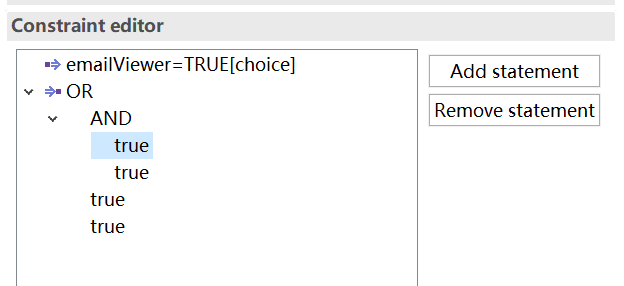 Constraint editor
emailViewer=TRUE[choice]
OR
AND
true
true
true
true
Add statement
Remove statement